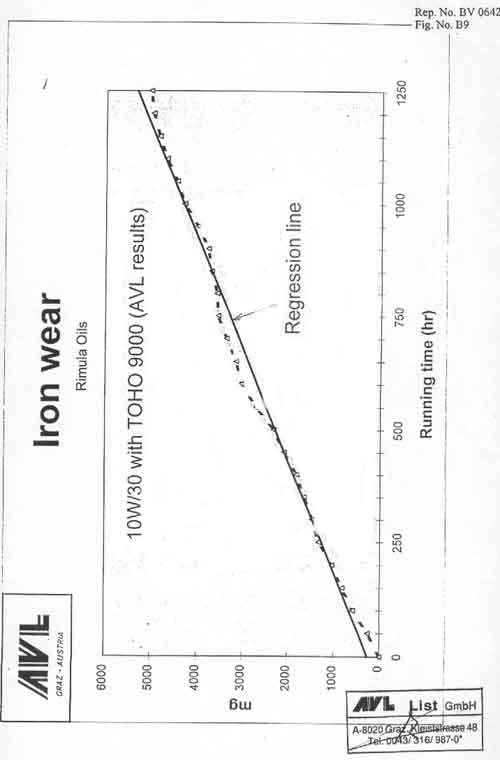 Rep. No. BV 0642
Fig. No. B9
AVL
GRAZ - AUSTRIA
Iron wear
Rimula Oils
10W/30 with TOHO 9000 (AVL results)
Regression line
6000
5000
4000
3000
2000
1000
0
mg
0
250
500
750
1000
1250
Running time (hr)
AVL List GmbH
A-8020 Graz, Kleiststrasse 48
Tel. 0043/ 316/ 987-0*